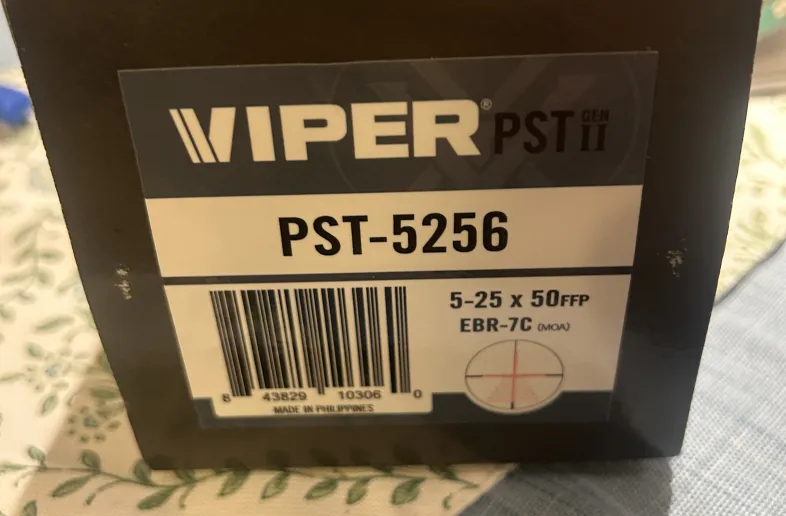 VIPER® PST GEN II
PST-5256
5-25 x 50FFP
EBR-7C (MOA)
8 43829 10306 0
MADE IN PHILIPPINES